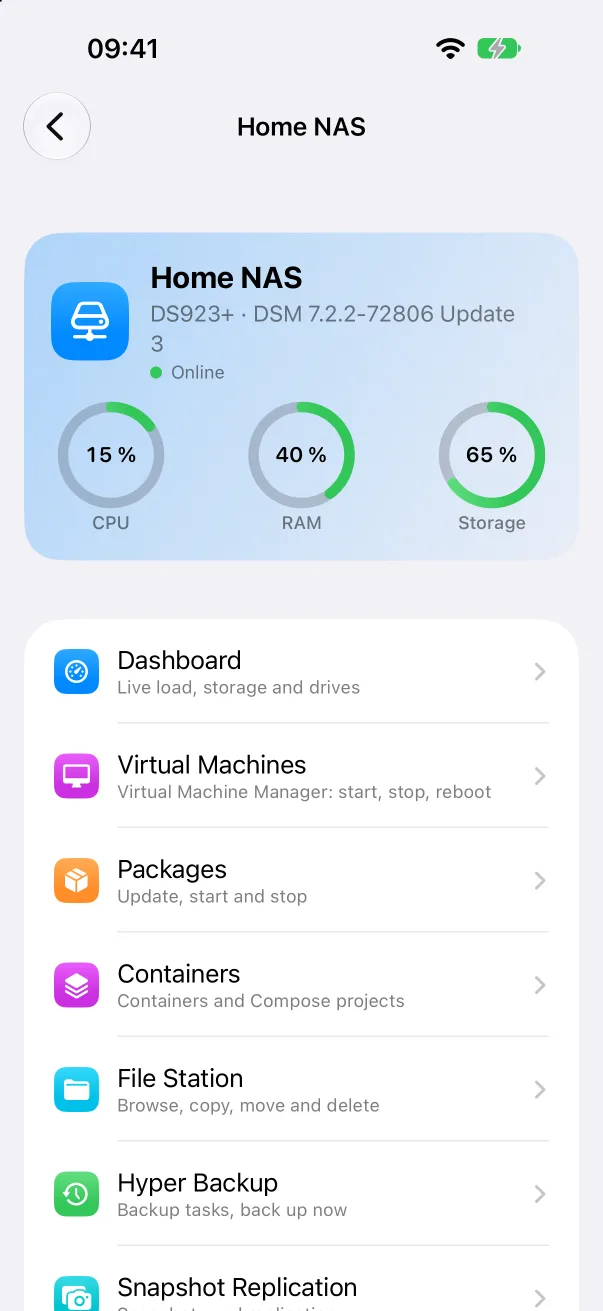 09:41
Home NAS
Home NAS
DS923+ · DSM 7.2.2-72806 Update
3
Online
15 %
40 %
65 %
CPU
RAM
Storage
Dashboard
Live load, storage and drives
Virtual Machines
Virtual Machine Manager: start, stop, reboot
Packages
Update, start and stop
Containers
Containers and Compose projects
File Station
Browse, copy, move and delete
Hyper Backup
Backup tasks, back up now
Snapshot Replication